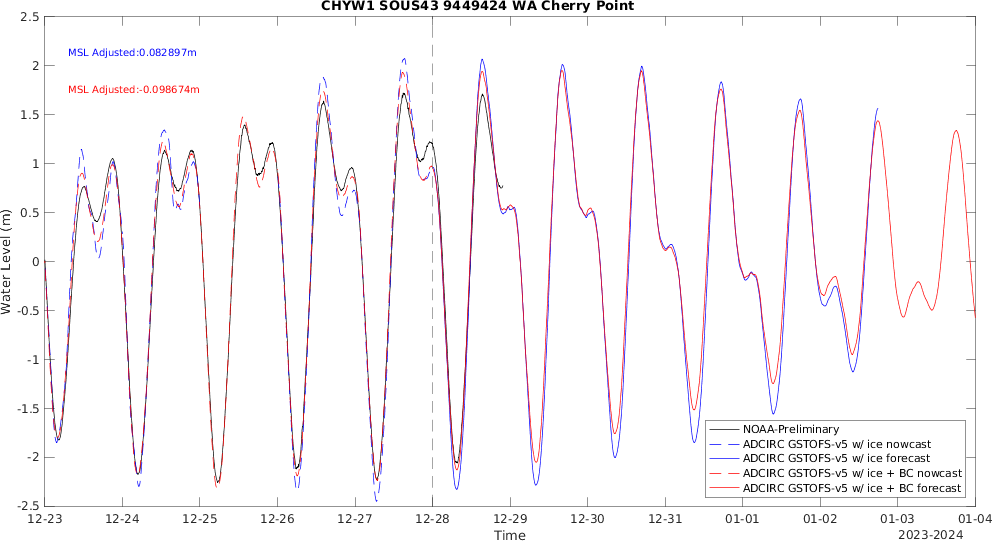 CHYW1 SOUS43 9449424 WA Cherry Point
MSL Adjusted:0.082897m
MSL Adjusted:-0.098674m
Water Level (m)
2.5
2
1.5
1
0.5
0
-0.5
-1
-1.5
-2
-2.5
NOAA-Preliminary
ADCIRC GSTOFS-v5 w/ ice nowcast
ADCIRC GSTOFS-v5 w/ ice forecast
ADCIRC GSTOFS-v5 w/ ice + BC nowcast
ADCIRC GSTOFS-v5 w/ ice + BC forecast
12-23 12-24 12-25 12-26 12-27 12-28 12-29 12-30 12-31 01-01 01-02 01-03 01-04
Time
2023-2024